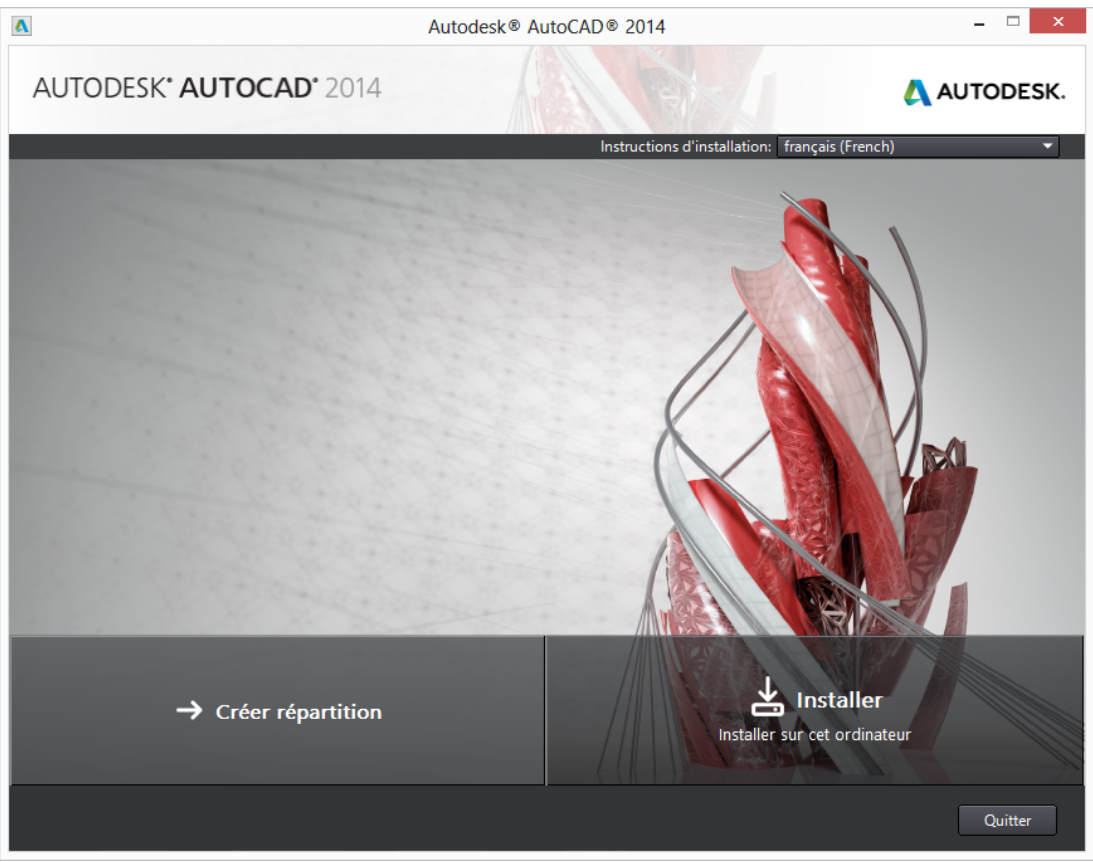 Autodesk® AutoCAD® 2014
AUTODESK® AUTOCAD® 2014
AUTODESK.
Instructions d'installation: français (French)
Créer répartition
Installer
Installer sur cet ordinateur
Quitter